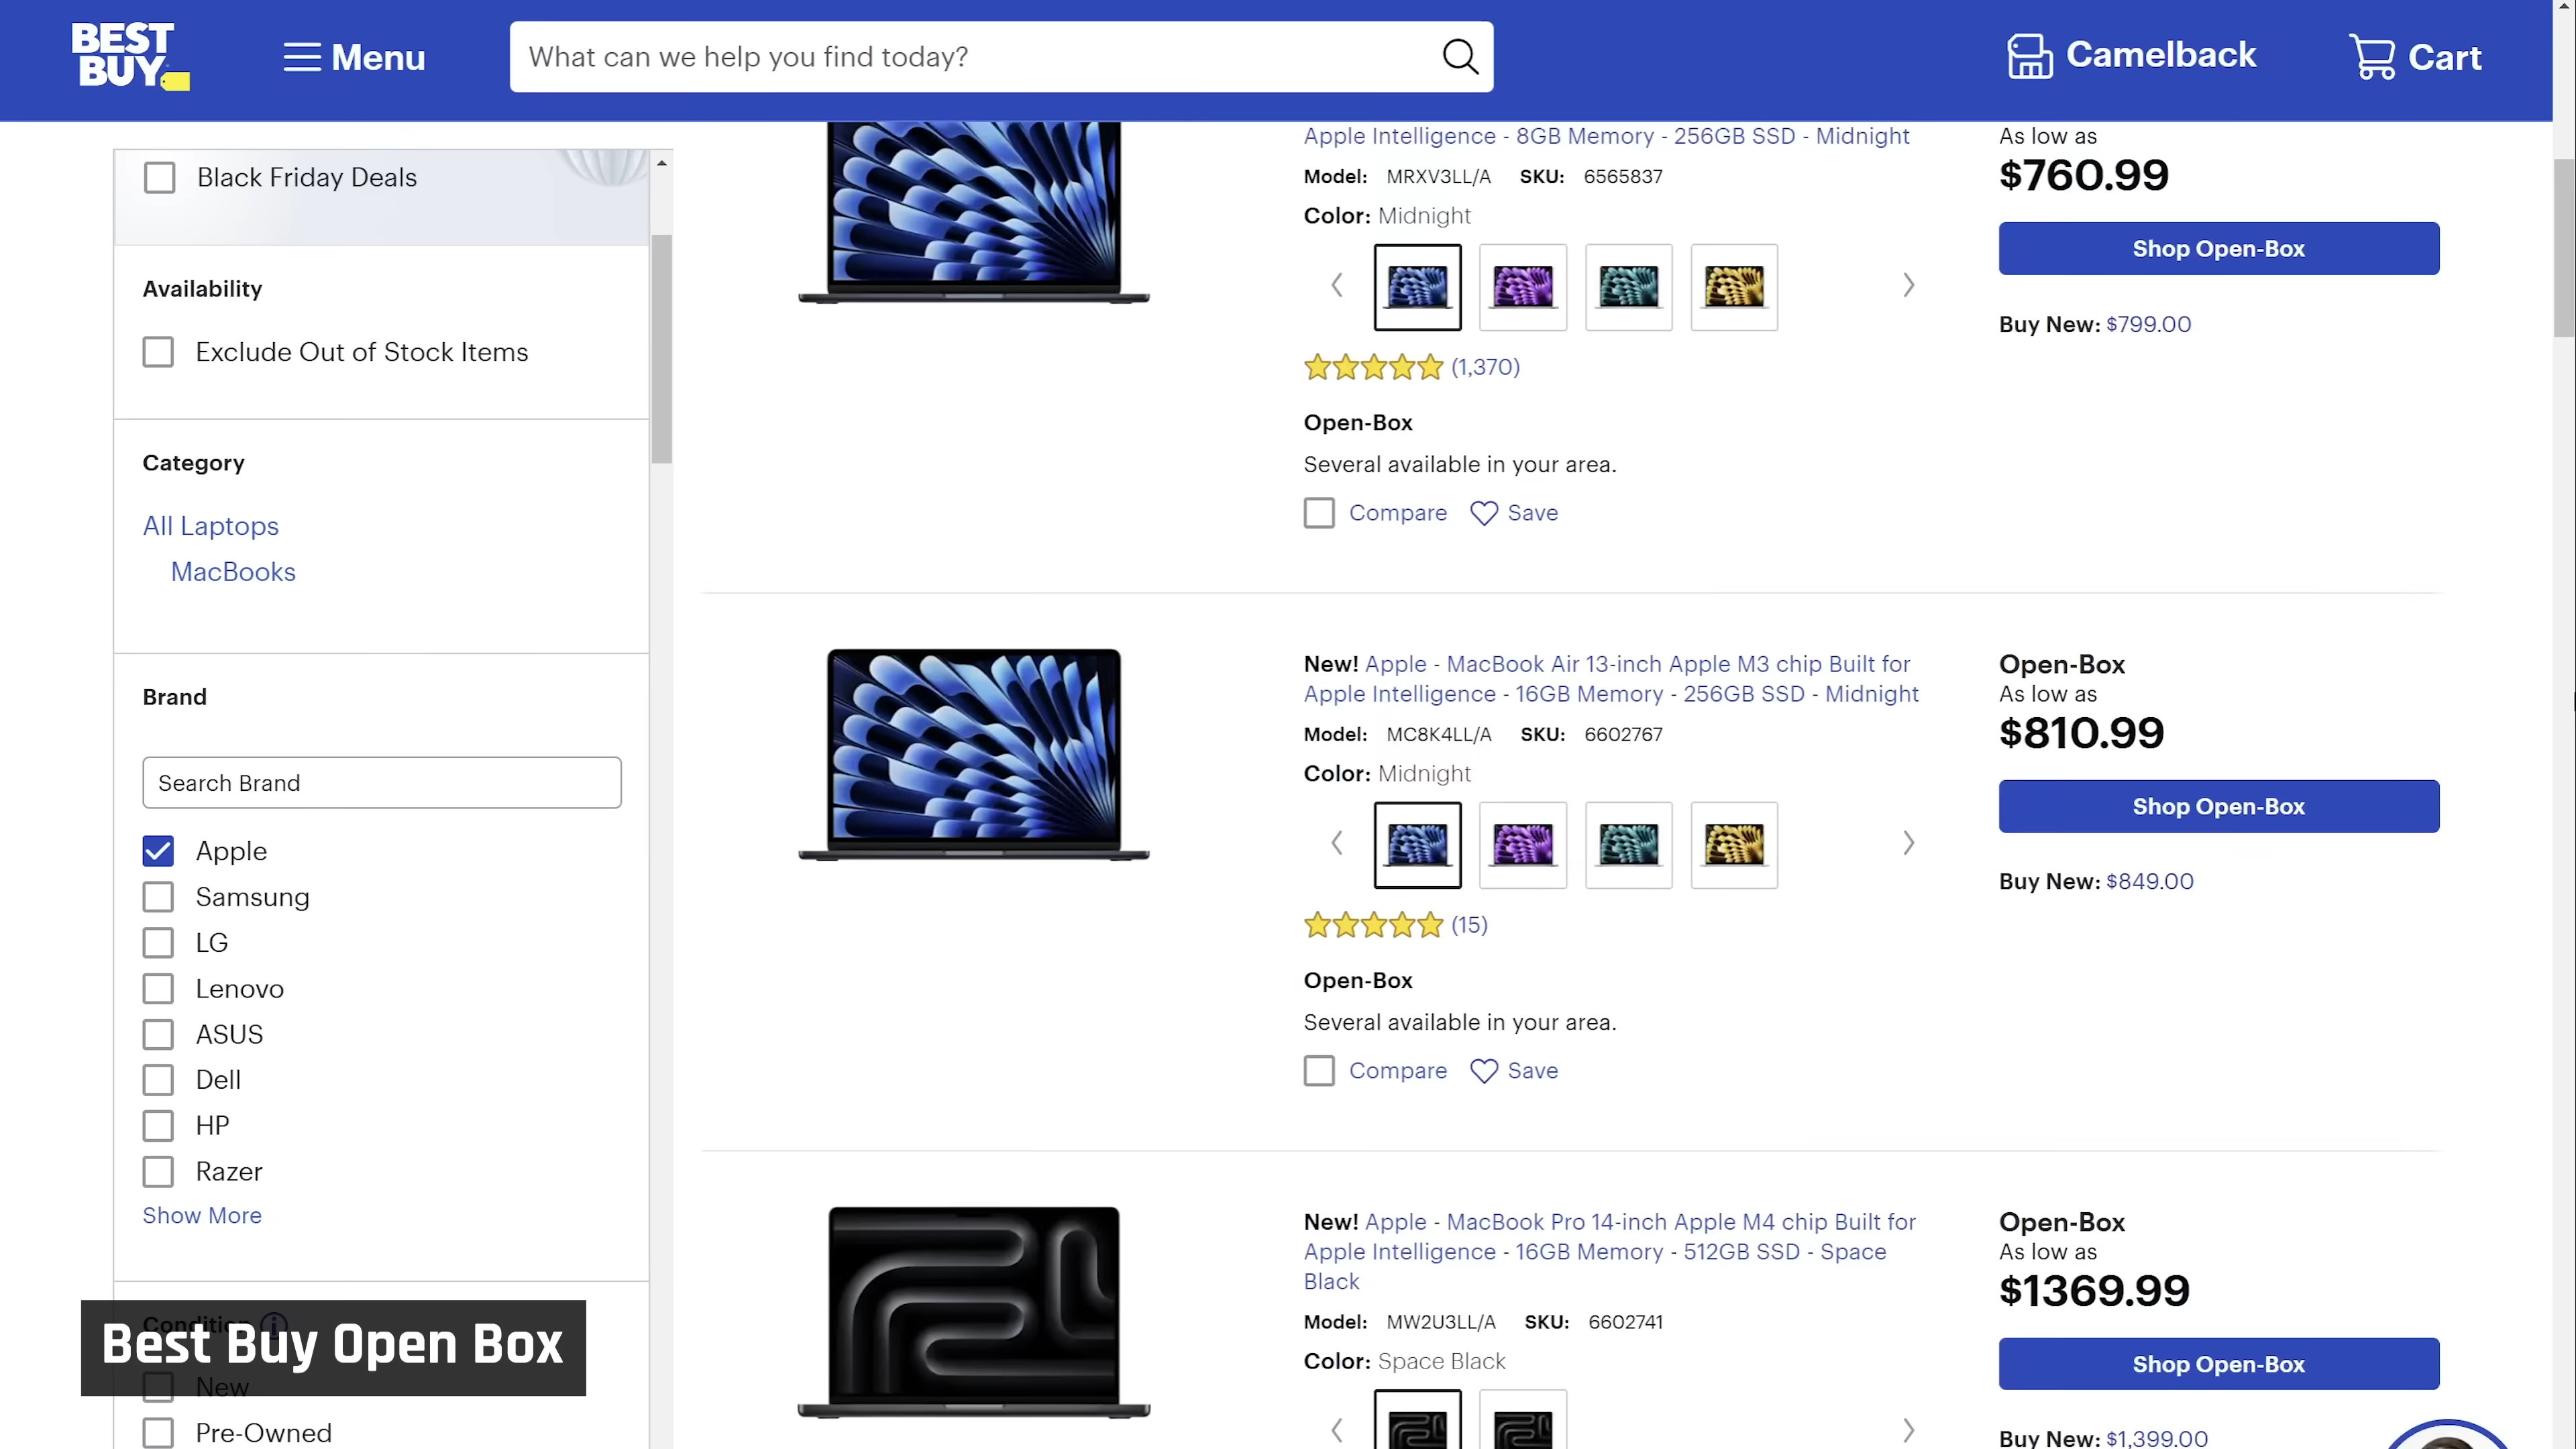 BEST
BUY
Menu
What can we help you find today?
Camelback
Cart
Black Friday Deals
Availability
Exclude Out of Stock Items
Category
All Laptops
MacBooks
Brand
Search Brand
Apple
Samsung
LG
Lenovo
ASUS
Dell
HP
Razer
Show More
Condition
Best Buy Open Box
New
Pre-Owned
Apple Intelligence - 8GB Memory - 256GB SSD - Midnight
Model: MRXV3LL/A SKU: 6565837
Color: Midnight
(1,370)
Open-Box
Several available in your area.
Compare Save
As low as
$760.99
Shop Open-Box
Buy New: $799.00
New! Apple - MacBook Air 13-inch Apple M3 chip Built for
Apple Intelligence - 16GB Memory - 256GB SSD - Midnight
Model: MC8K4LL/A SKU: 6602767
Color: Midnight
(15)
Open-Box
Several available in your area.
Compare Save
Open-Box
As low as
$810.99
Shop Open-Box
Buy New: $849.00
New! Apple - MacBook Pro 14-inch Apple M4 chip Built for
Apple Intelligence - 16GB Memory - 512GB SSD - Space
Black
Model: MW2U3LL/A SKU: 6602741
Color: Space Black
Open-Box
As low as
$1369.99
Shop Open-Box
Buy New: $1,399.00